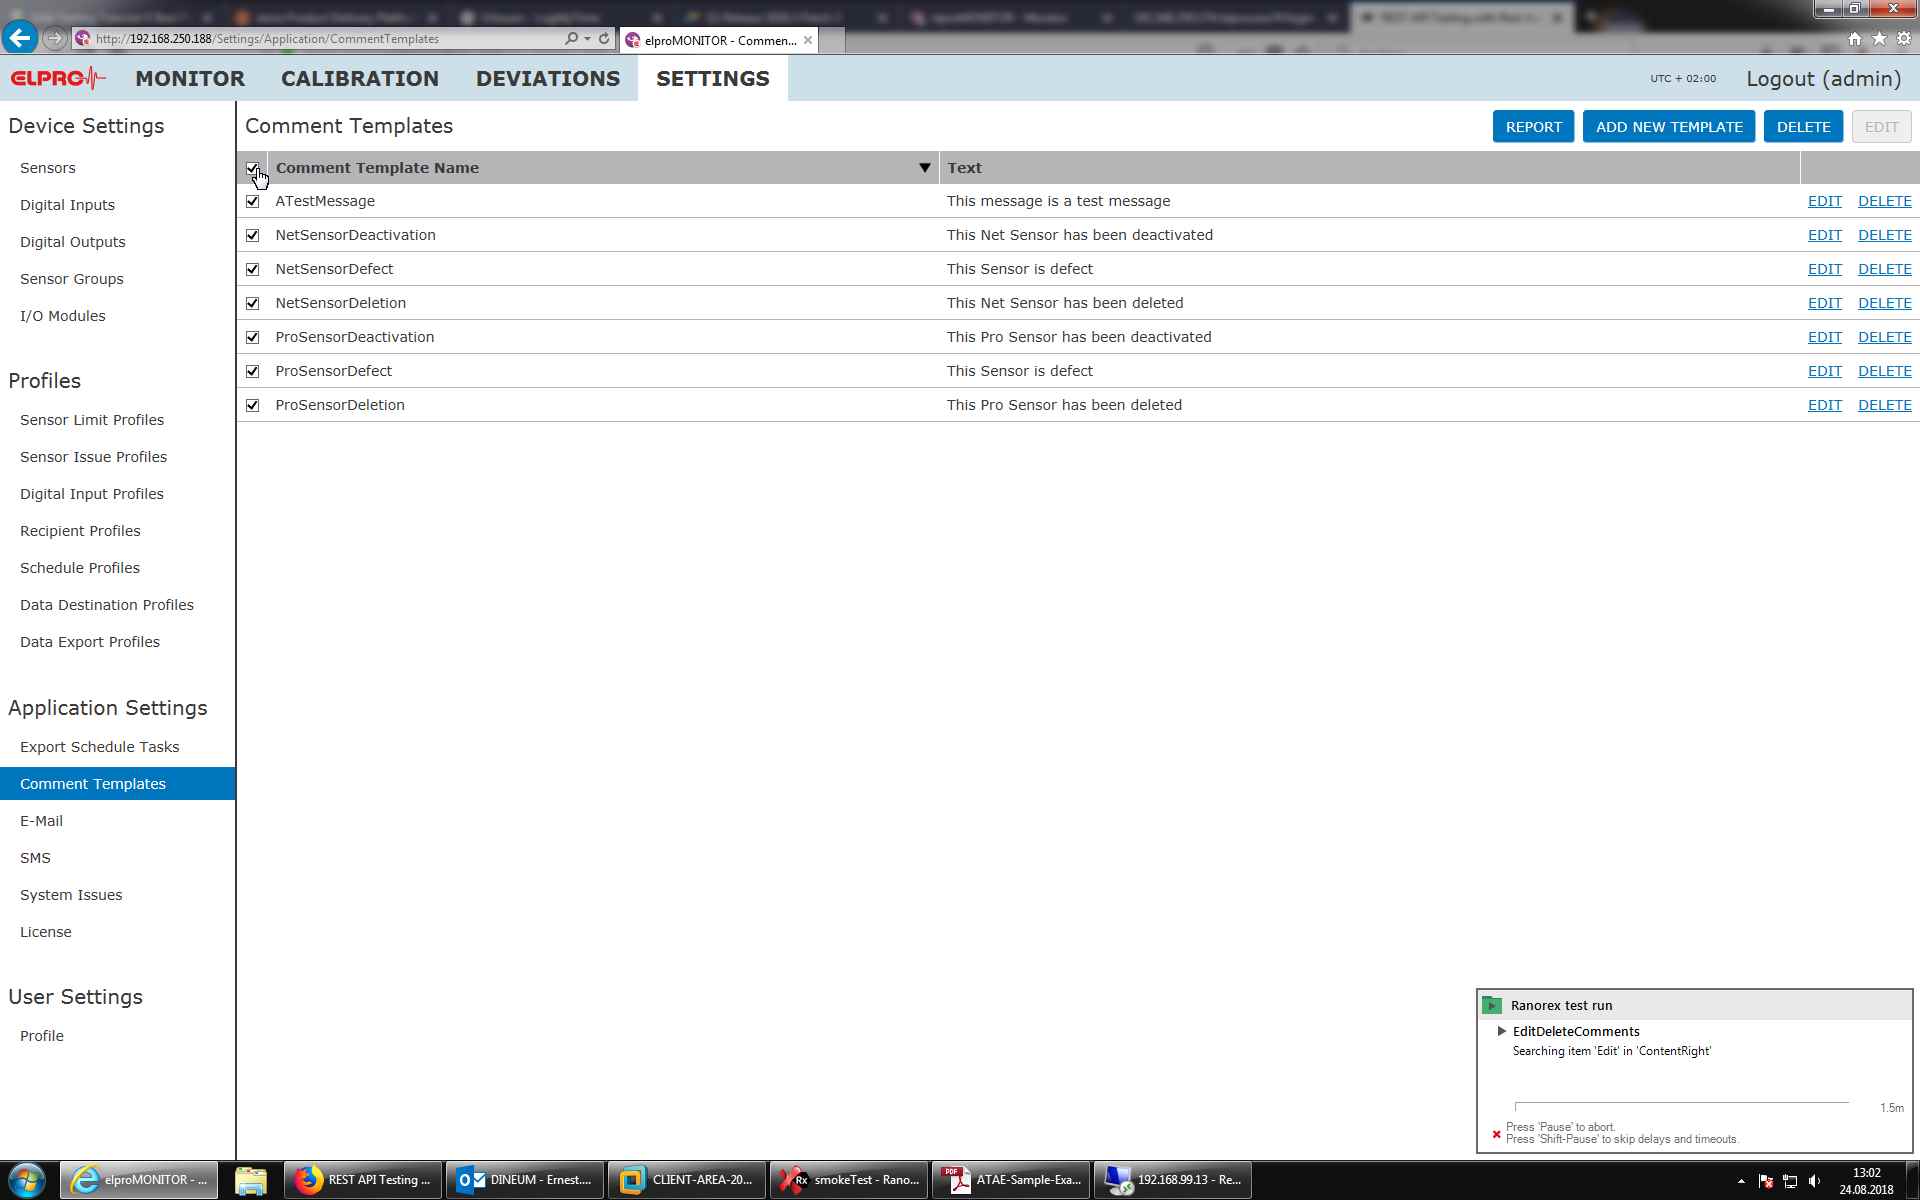 http://192.168.250.188/Settings/Application/CommentTemplates
elproMONITOR - Commen...
ELPRO
MONITOR
CALIBRATION
DEVIATIONS
SETTINGS
UTC + 02:00
Logout (admin)
Device Settings
Sensors
Digital Inputs
Digital Outputs
Sensor Groups
I/O Modules
Profiles
Sensor Limit Profiles
Sensor Issue Profiles
Digital Input Profiles
Recipient Profiles
Schedule Profiles
Data Destination Profiles
Data Export Profiles
Application Settings
Export Schedule Tasks
Comment Templates
E-Mail
SMS
System Issues
License
User Settings
Profile
Comment Templates
REPORT
ADD NEW TEMPLATE
DELETE
EDIT
Comment Template Name Text
ATestMessage This message is a test message EDIT DELETE
NetSensorDeactivation This Net Sensor has been deactivated EDIT DELETE
NetSensorDefect This Sensor is defect EDIT DELETE
NetSensorDeletion This Net Sensor has been deleted EDIT DELETE
ProSensorDeactivation This Pro Sensor has been deactivated EDIT DELETE
ProSensorDefect This Sensor is defect EDIT DELETE
ProSensorDeletion This Pro Sensor has been deleted EDIT DELETE
Ranorex test run
EditDeleteComments
Searching item 'Edit' in 'ContentRight'
1.5m
Press 'Pause' to abort.
Press 'Shift-Pause' to skip delays and timeouts.
elproMONITOR - ...
REST API Testing ...
DINEUM - Ernest....
CLIENT-AREA-20...
Rx
smokeTest - Rano...
PDF
ATAE-Sample-Exa...
192.168.99.13 - Re...
13:02
24.08.2018